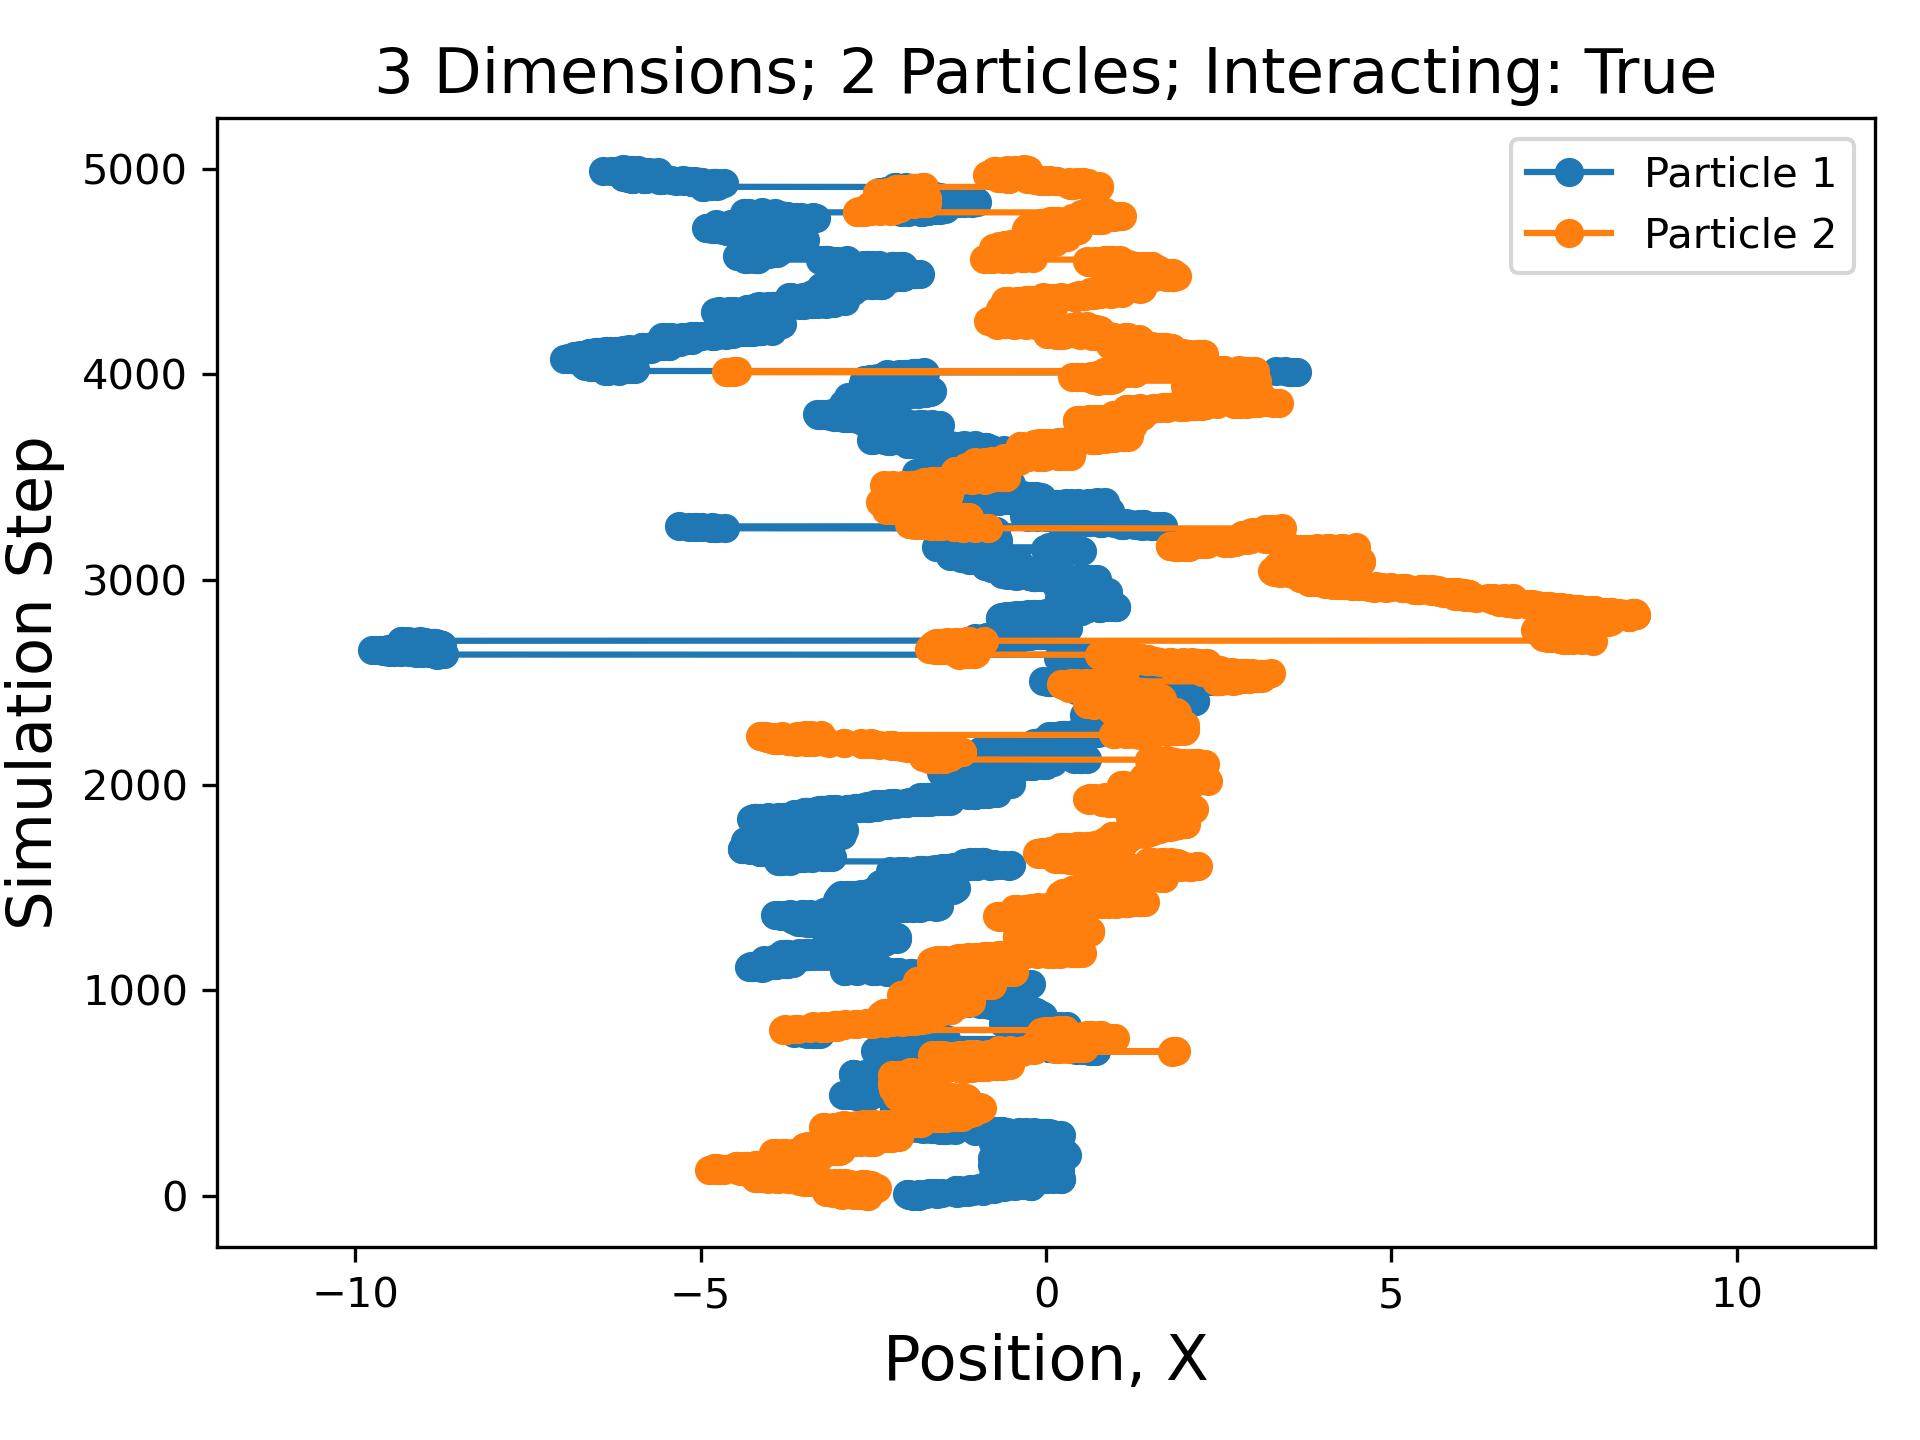 3 Dimensions; 2 Particles; Interacting: True
Particle 1
Particle 2
5000
4000
3000
2000
1000
0
Simulation Step
−10
−5
0
5
10
Position, X